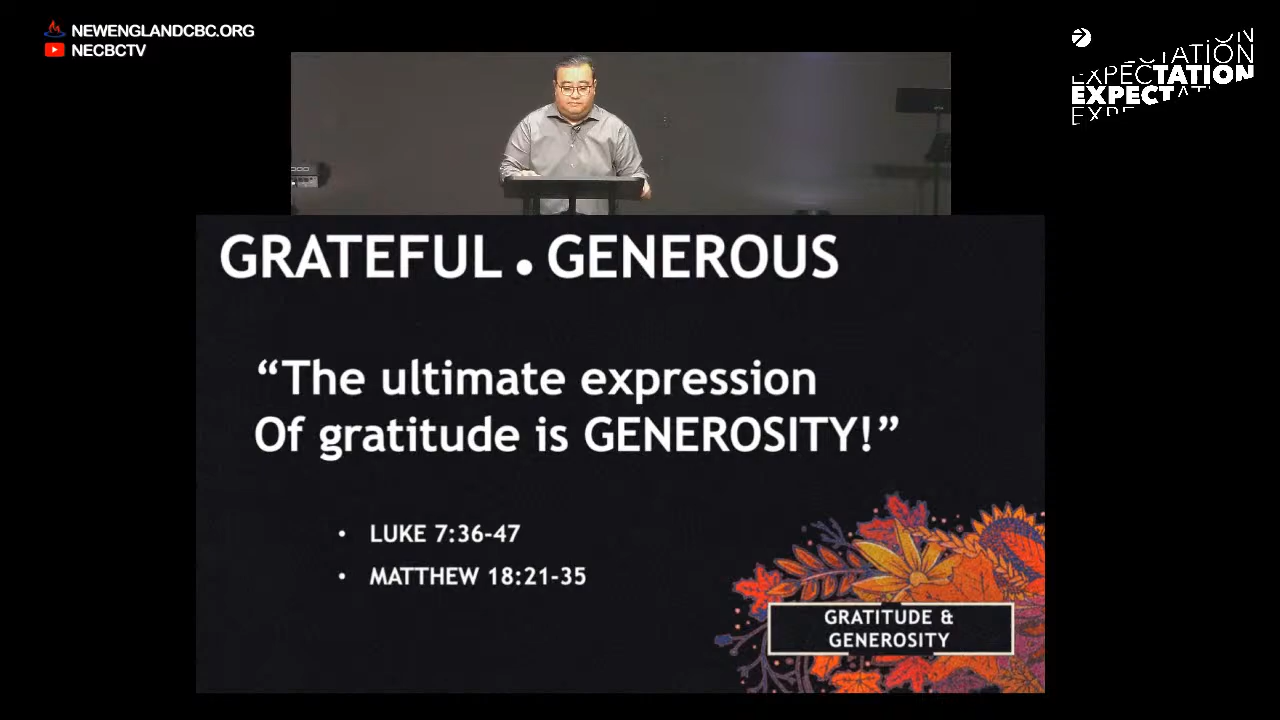 NEWENGLANDCBC.ORG
NECBCTV
EXPECTATION
GRATEFUL • GENEROUS
“The ultimate expression
Of gratitude is GENEROSITY!”
• LUKE 7:36-47
• MATTHEW 18:21-35
GRATITUDE &
GENEROSITY